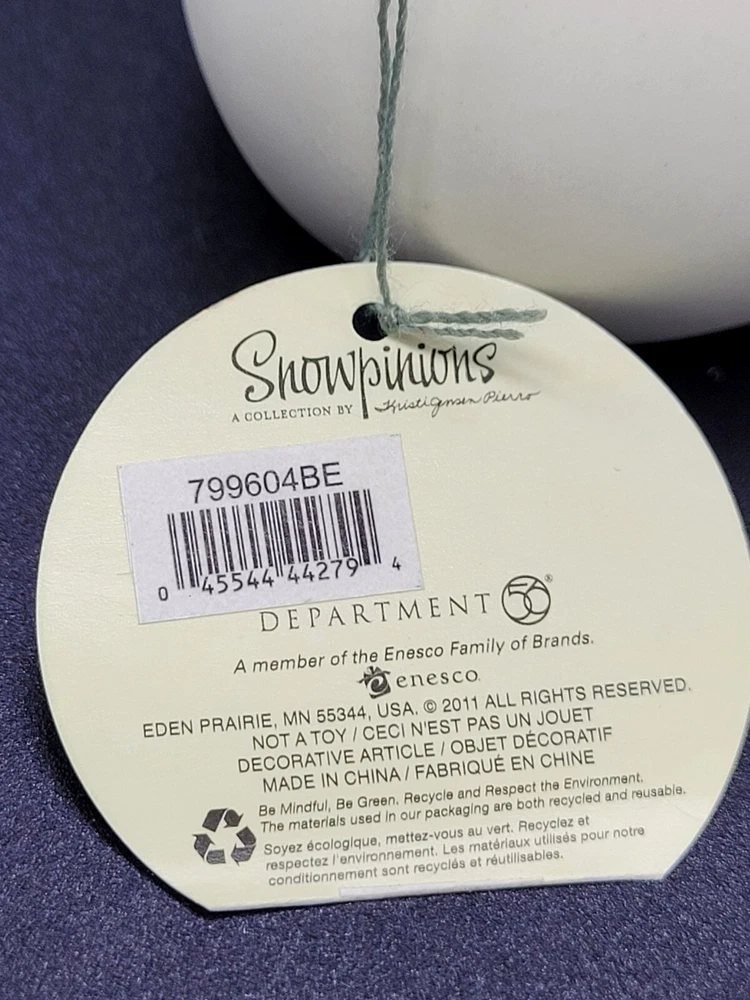 Snowpinions
A COLLECTION BY Kristi Jensen Pierro
799604BE
0 45544 44279 4
DEPARTMENT 56®
A member of the Enesco Family of Brands.
enesco.
EDEN PRAIRIE, MN 55344, USA. © 2011 ALL RIGHTS RESERVED.
NOT A TOY / CECI N'EST PAS UN JOUET
DECORATIVE ARTICLE / OBJET DÉCORATIF
MADE IN CHINA / FABRIQUÉ EN CHINE
Be Mindful, Be Green. Recycle and Respect the Environment.
The materials used in our packaging are both recycled and reusable.
Soyez écologique, mettez-vous au vert. Recyclez et
respectez l'environnement. Les matériaux utilisés pour notre
conditionnement sont recyclés et réutilisables.